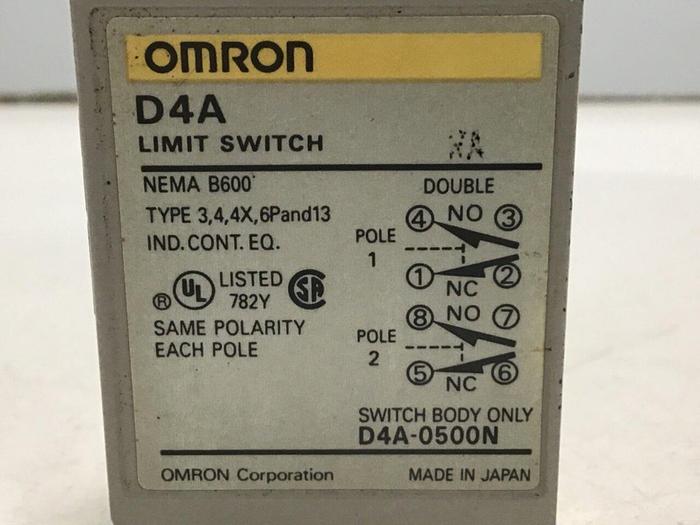 OMRON
D4A
LIMIT SWITCH
NEMA B600
TYPE 3,4,4X,6Pand13
IND. CONT. EQ.
® UL LISTED 782Y SA
SAME POLARITY
EACH POLE
DOUBLE
④ NO ③
POLE 1
① NC ②
⑧ NO ⑦
POLE 2
⑤ NC ⑥
SWITCH BODY ONLY
D4A-0500N
OMRON Corporation
MADE IN JAPAN